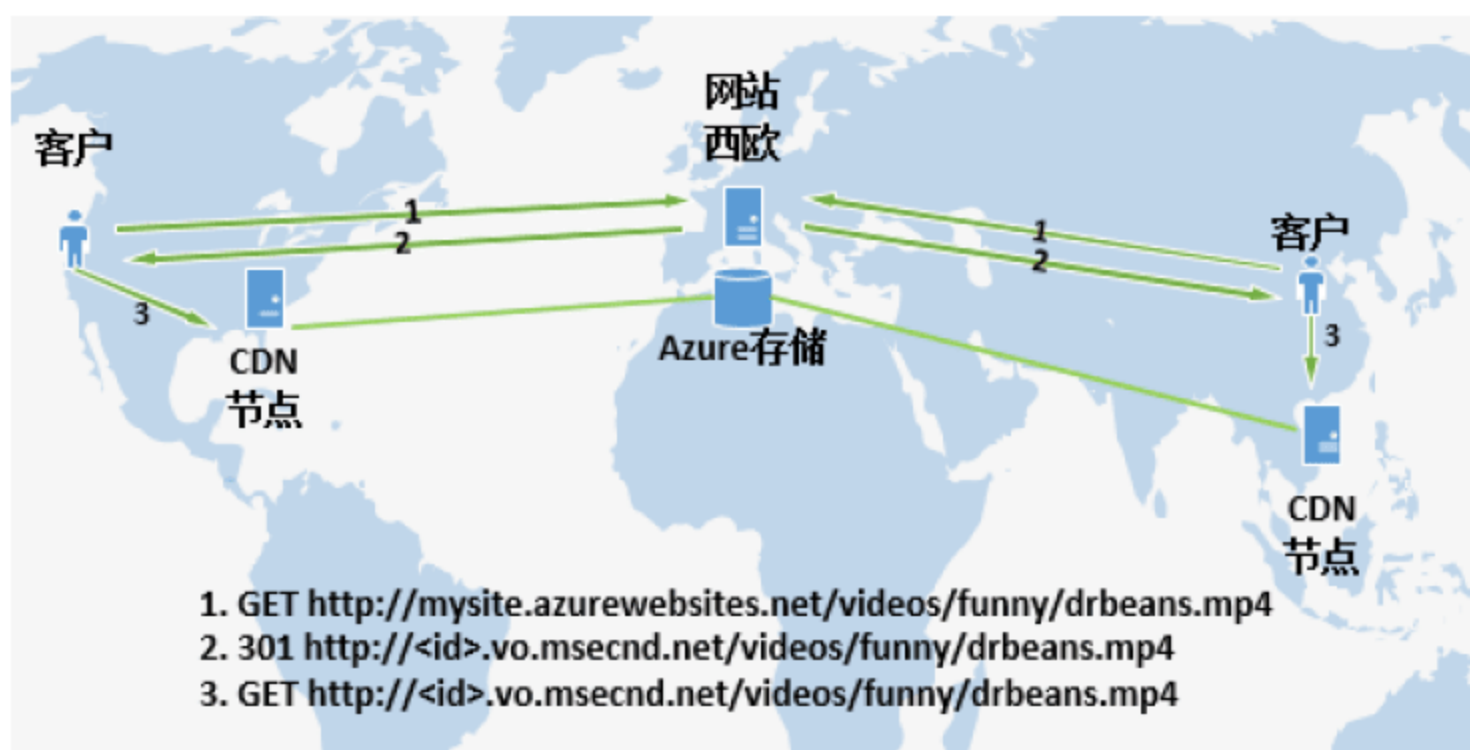 网站
西欧
客户
1
2
3
CDN
节点
Azure存储
1
2
客户
3
CDN
节点
1. GET http://mysite.azurewebsites.net/videos/funny/drbeans.mp4
2. 301 http://<id>.vo.msecnd.net/videos/funny/drbeans.mp4
3. GET http://<id>.vo.msecnd.net/videos/funny/drbeans.mp4